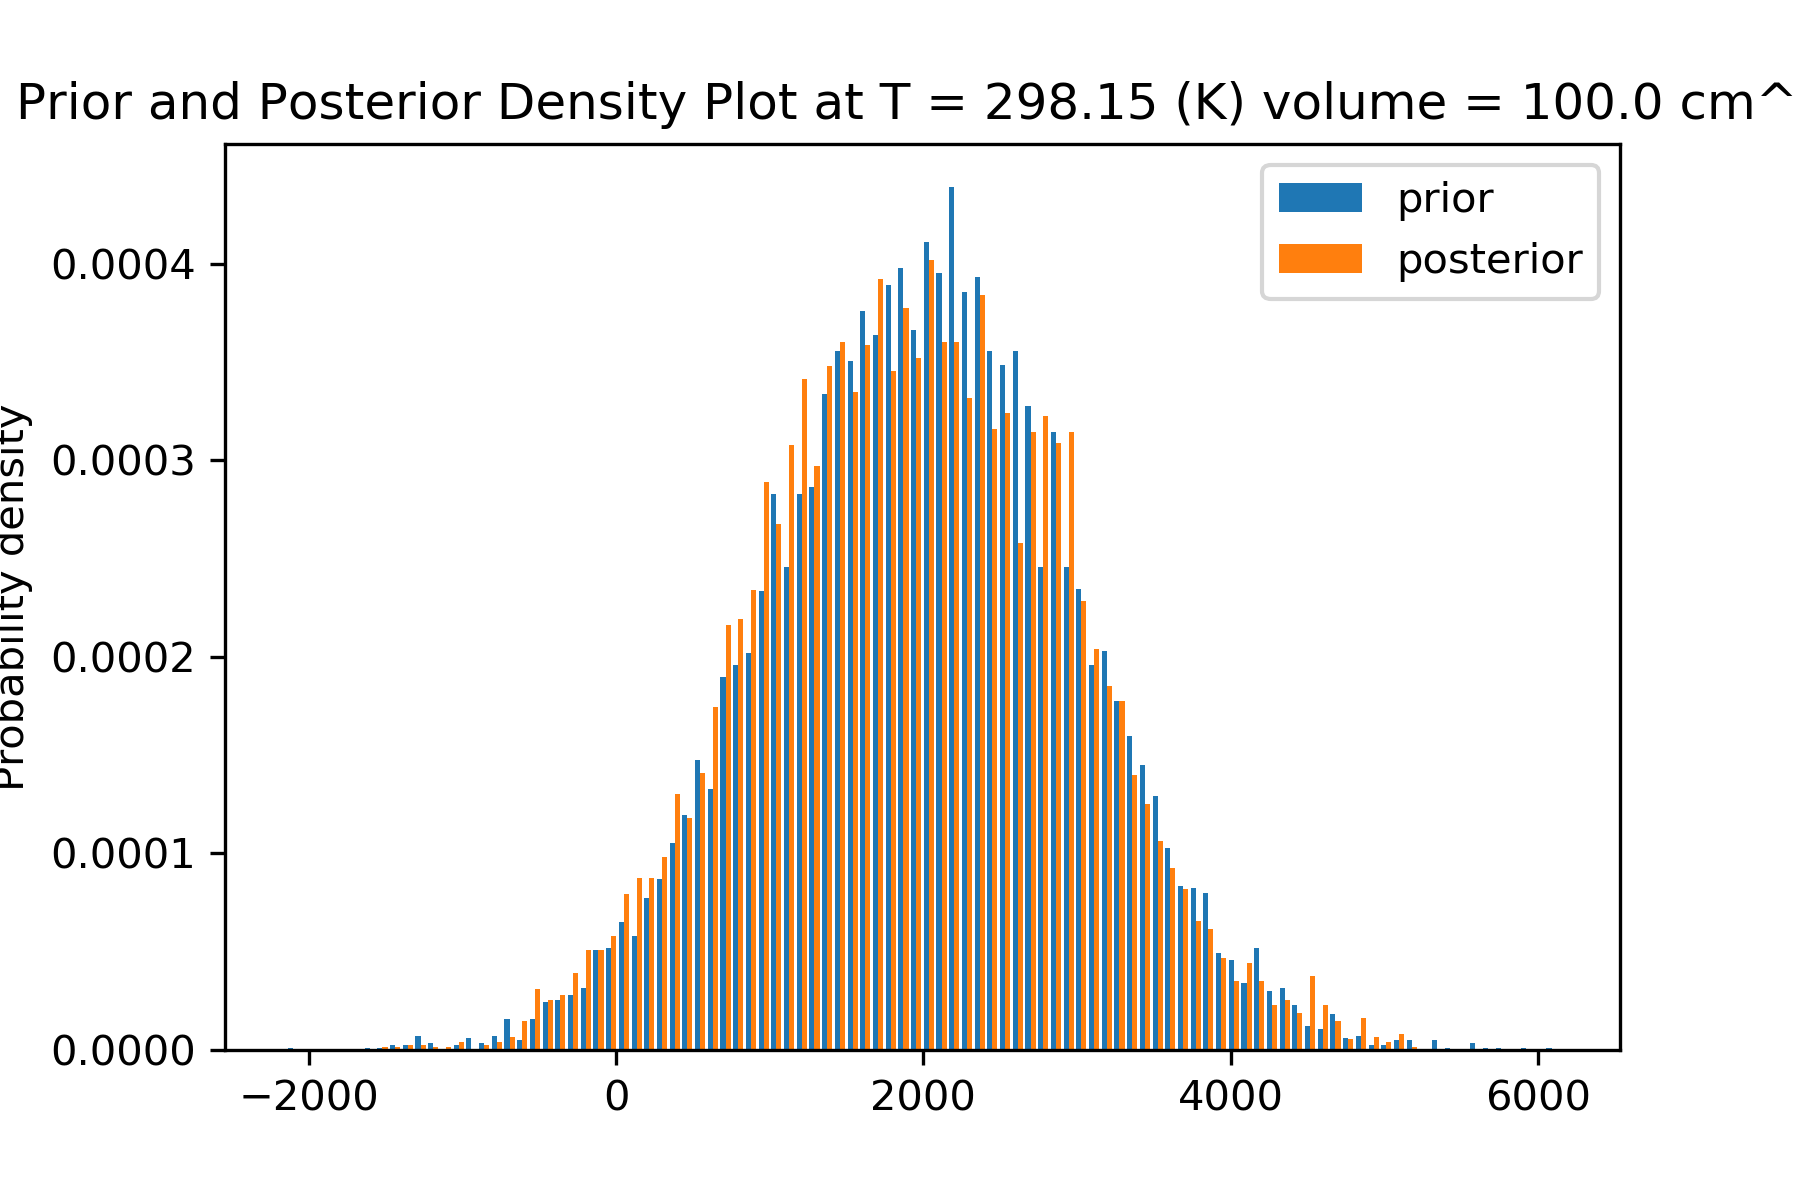 Prior and Posterior Density Plot at T = 298.15 (K) volume = 100.0 cm^
prior
posterior
Probability density
0.0004
0.0003
0.0002
0.0001
0.0000
−2000
0
2000
4000
6000